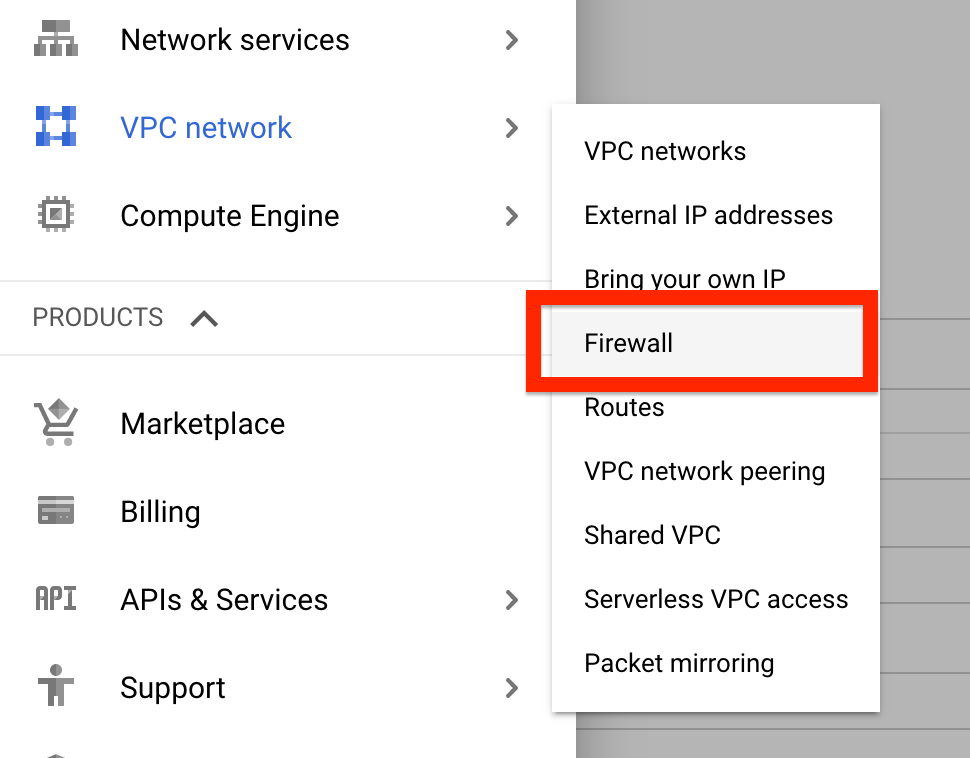 Network services
VPC network
Compute Engine
PRODUCTS
Marketplace
Billing
API
APIs & Services
Support
VPC networks
External IP addresses
Bring your own IP
Firewall
Routes
VPC network peering
Shared VPC
Serverless VPC access
Packet mirroring